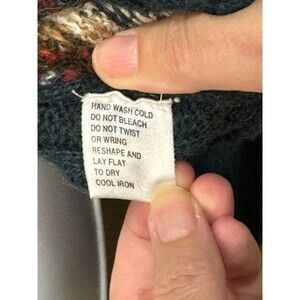 HAND WASH COLD
DO NOT BLEACH
DO NOT TWIST
OR WRING
RESHAPE AND
LAY FLAT
TO DRY
COOL IRON